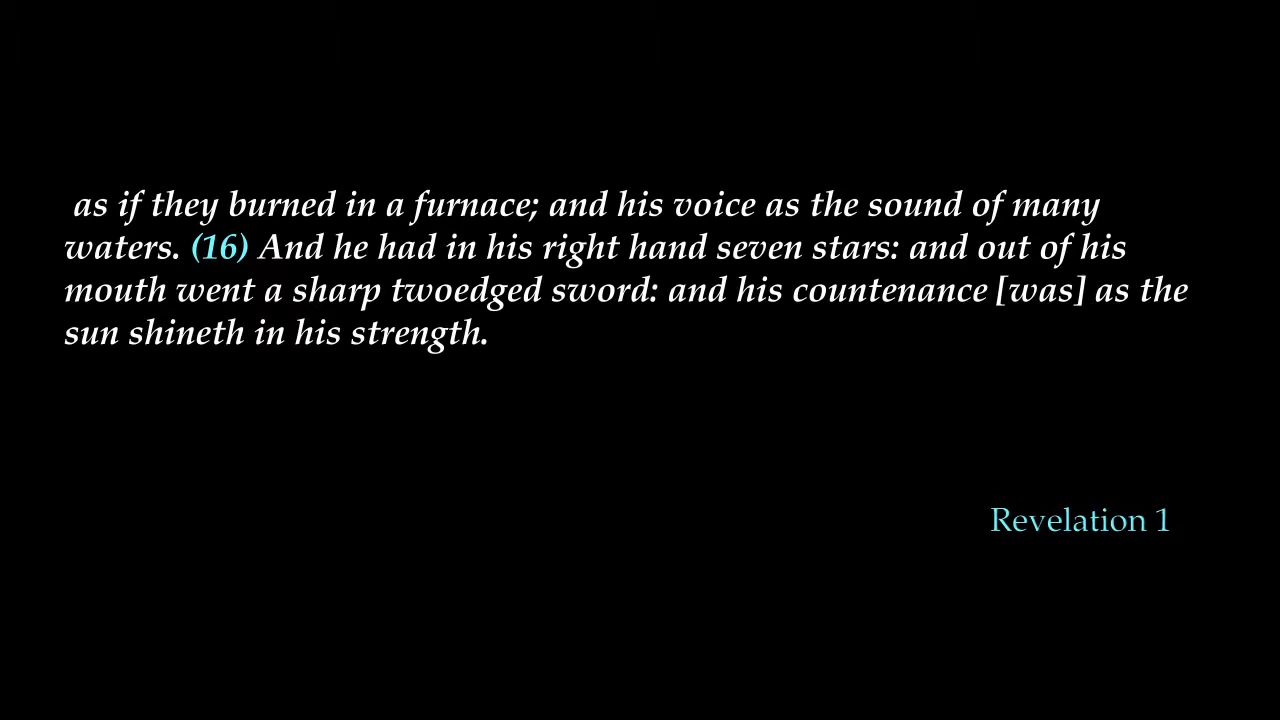 as if they burned in a furnace; and his voice as the sound of many
waters. (16) And he had in his right hand seven stars: and out of his
mouth went a sharp twoedged sword: and his countenance [was] as the
sun shineth in his strength.
Revelation 1